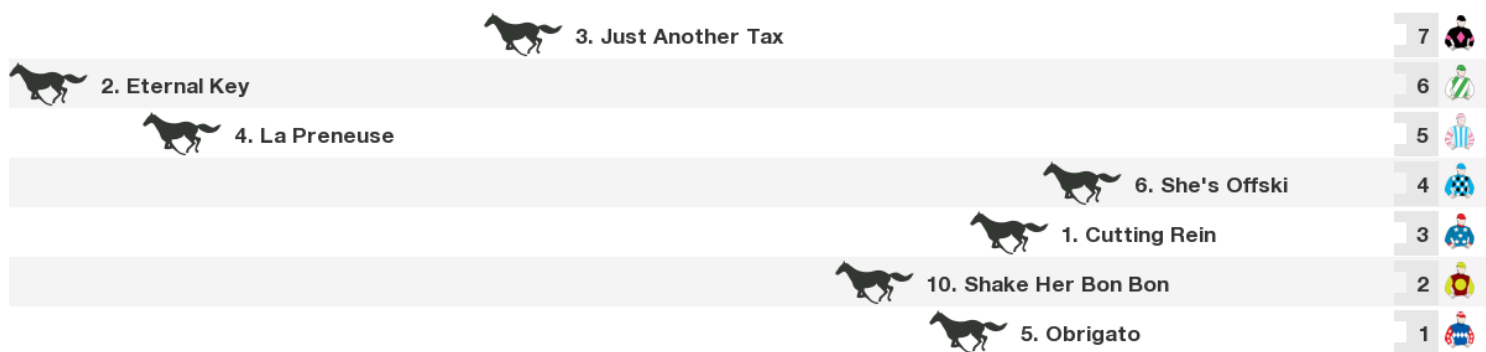 3. Just Another Tax 7
2. Eternal Key 6
4. La Preneuse 5
6. She's Offski 4
1. Cutting Rein 3
10. Shake Her Bon Bon 2
5. Obrigato 1